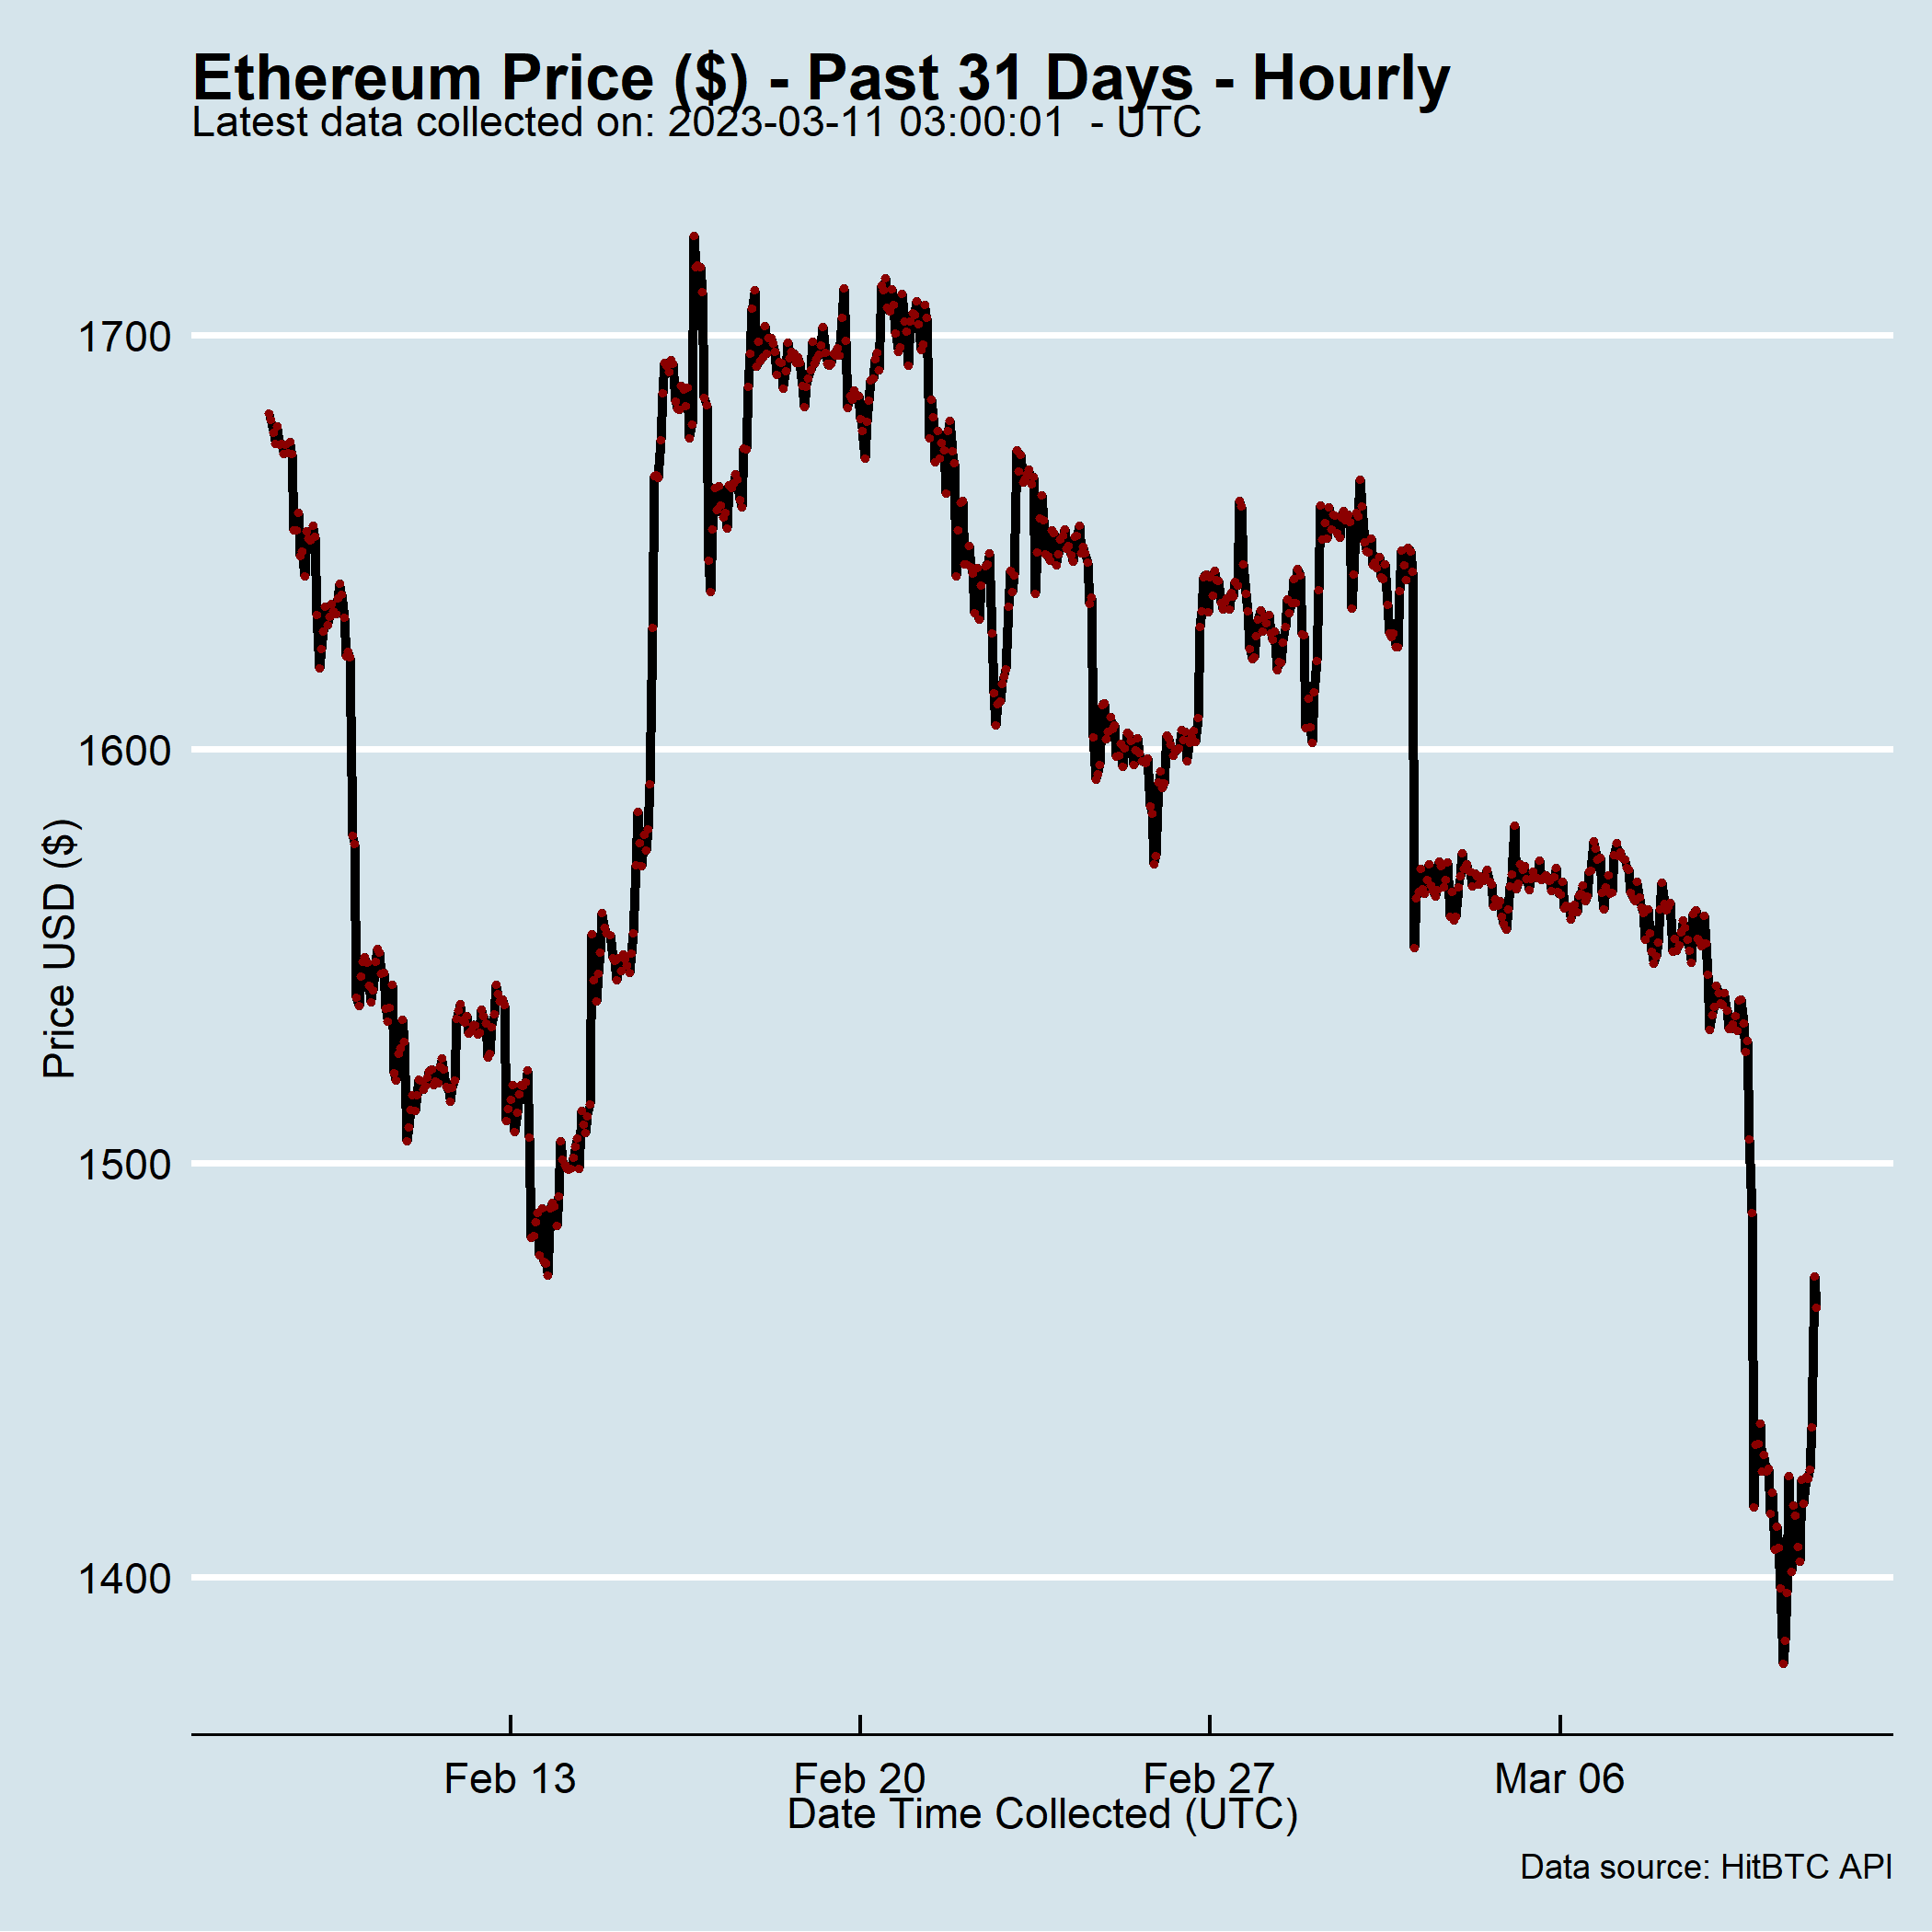 Ethereum Price ($) - Past 31 Days - Hourly
Latest data collected on: 2023-03-11 03:00:01  - UTC
1700
1600
Price USD ($)
1500
1400
Feb 13
Feb 20
Feb 27
Mar 06
Date Time Collected (UTC)
Data source: HitBTC API